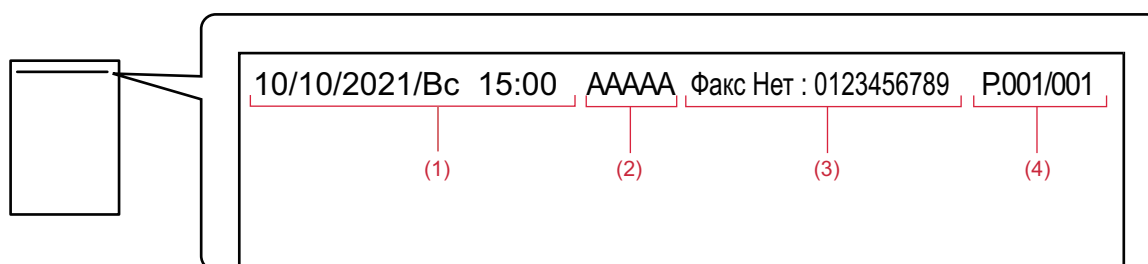 10/10/2021/Вс 15:00 AAAAA Факс Нет : 0123456789 P.001/001
(1) (2) (3) (4)